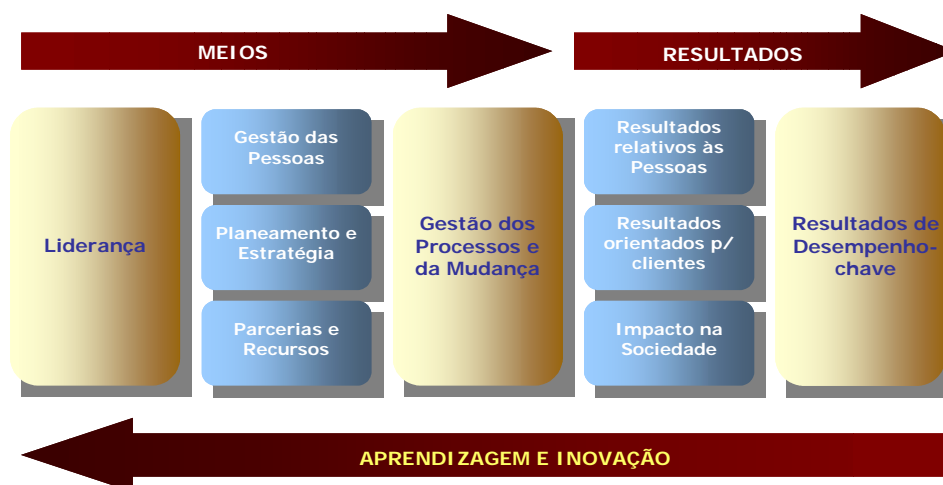 MEIOS
RESULTADOS
Liderança
Gestão das
Pessoas
Planeamento e
Estratégia
Parcerias e
Recursos
Gestão dos
Processos e
da Mudança
Resultados
relativos às
Pessoas
Resultados
orientados p/
clientes
Impacto na
Sociedade
Resultados de
Desempenho-
chave
APRENDIZAGEM E INOVAÇÃO